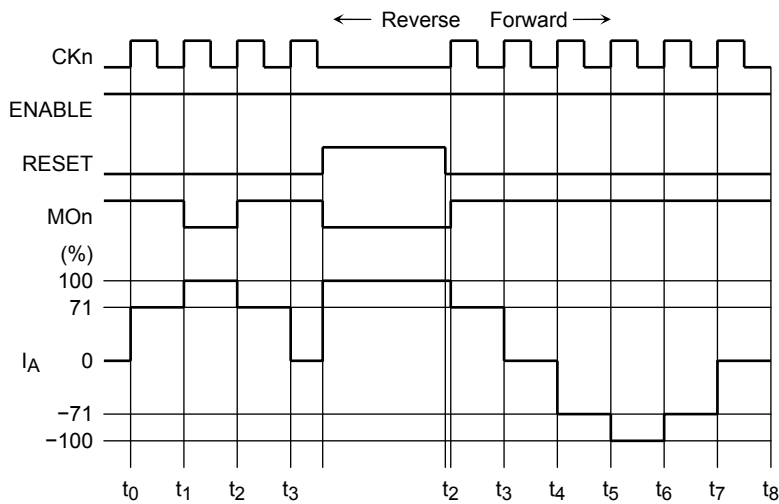 ← Reverse Forward →
CKn
ENABLE
RESET
MOn
(%)
100
71
IA 0
−71
−100
t0 t1 t2 t3 t2 t3 t4 t5 t6 t7 t8